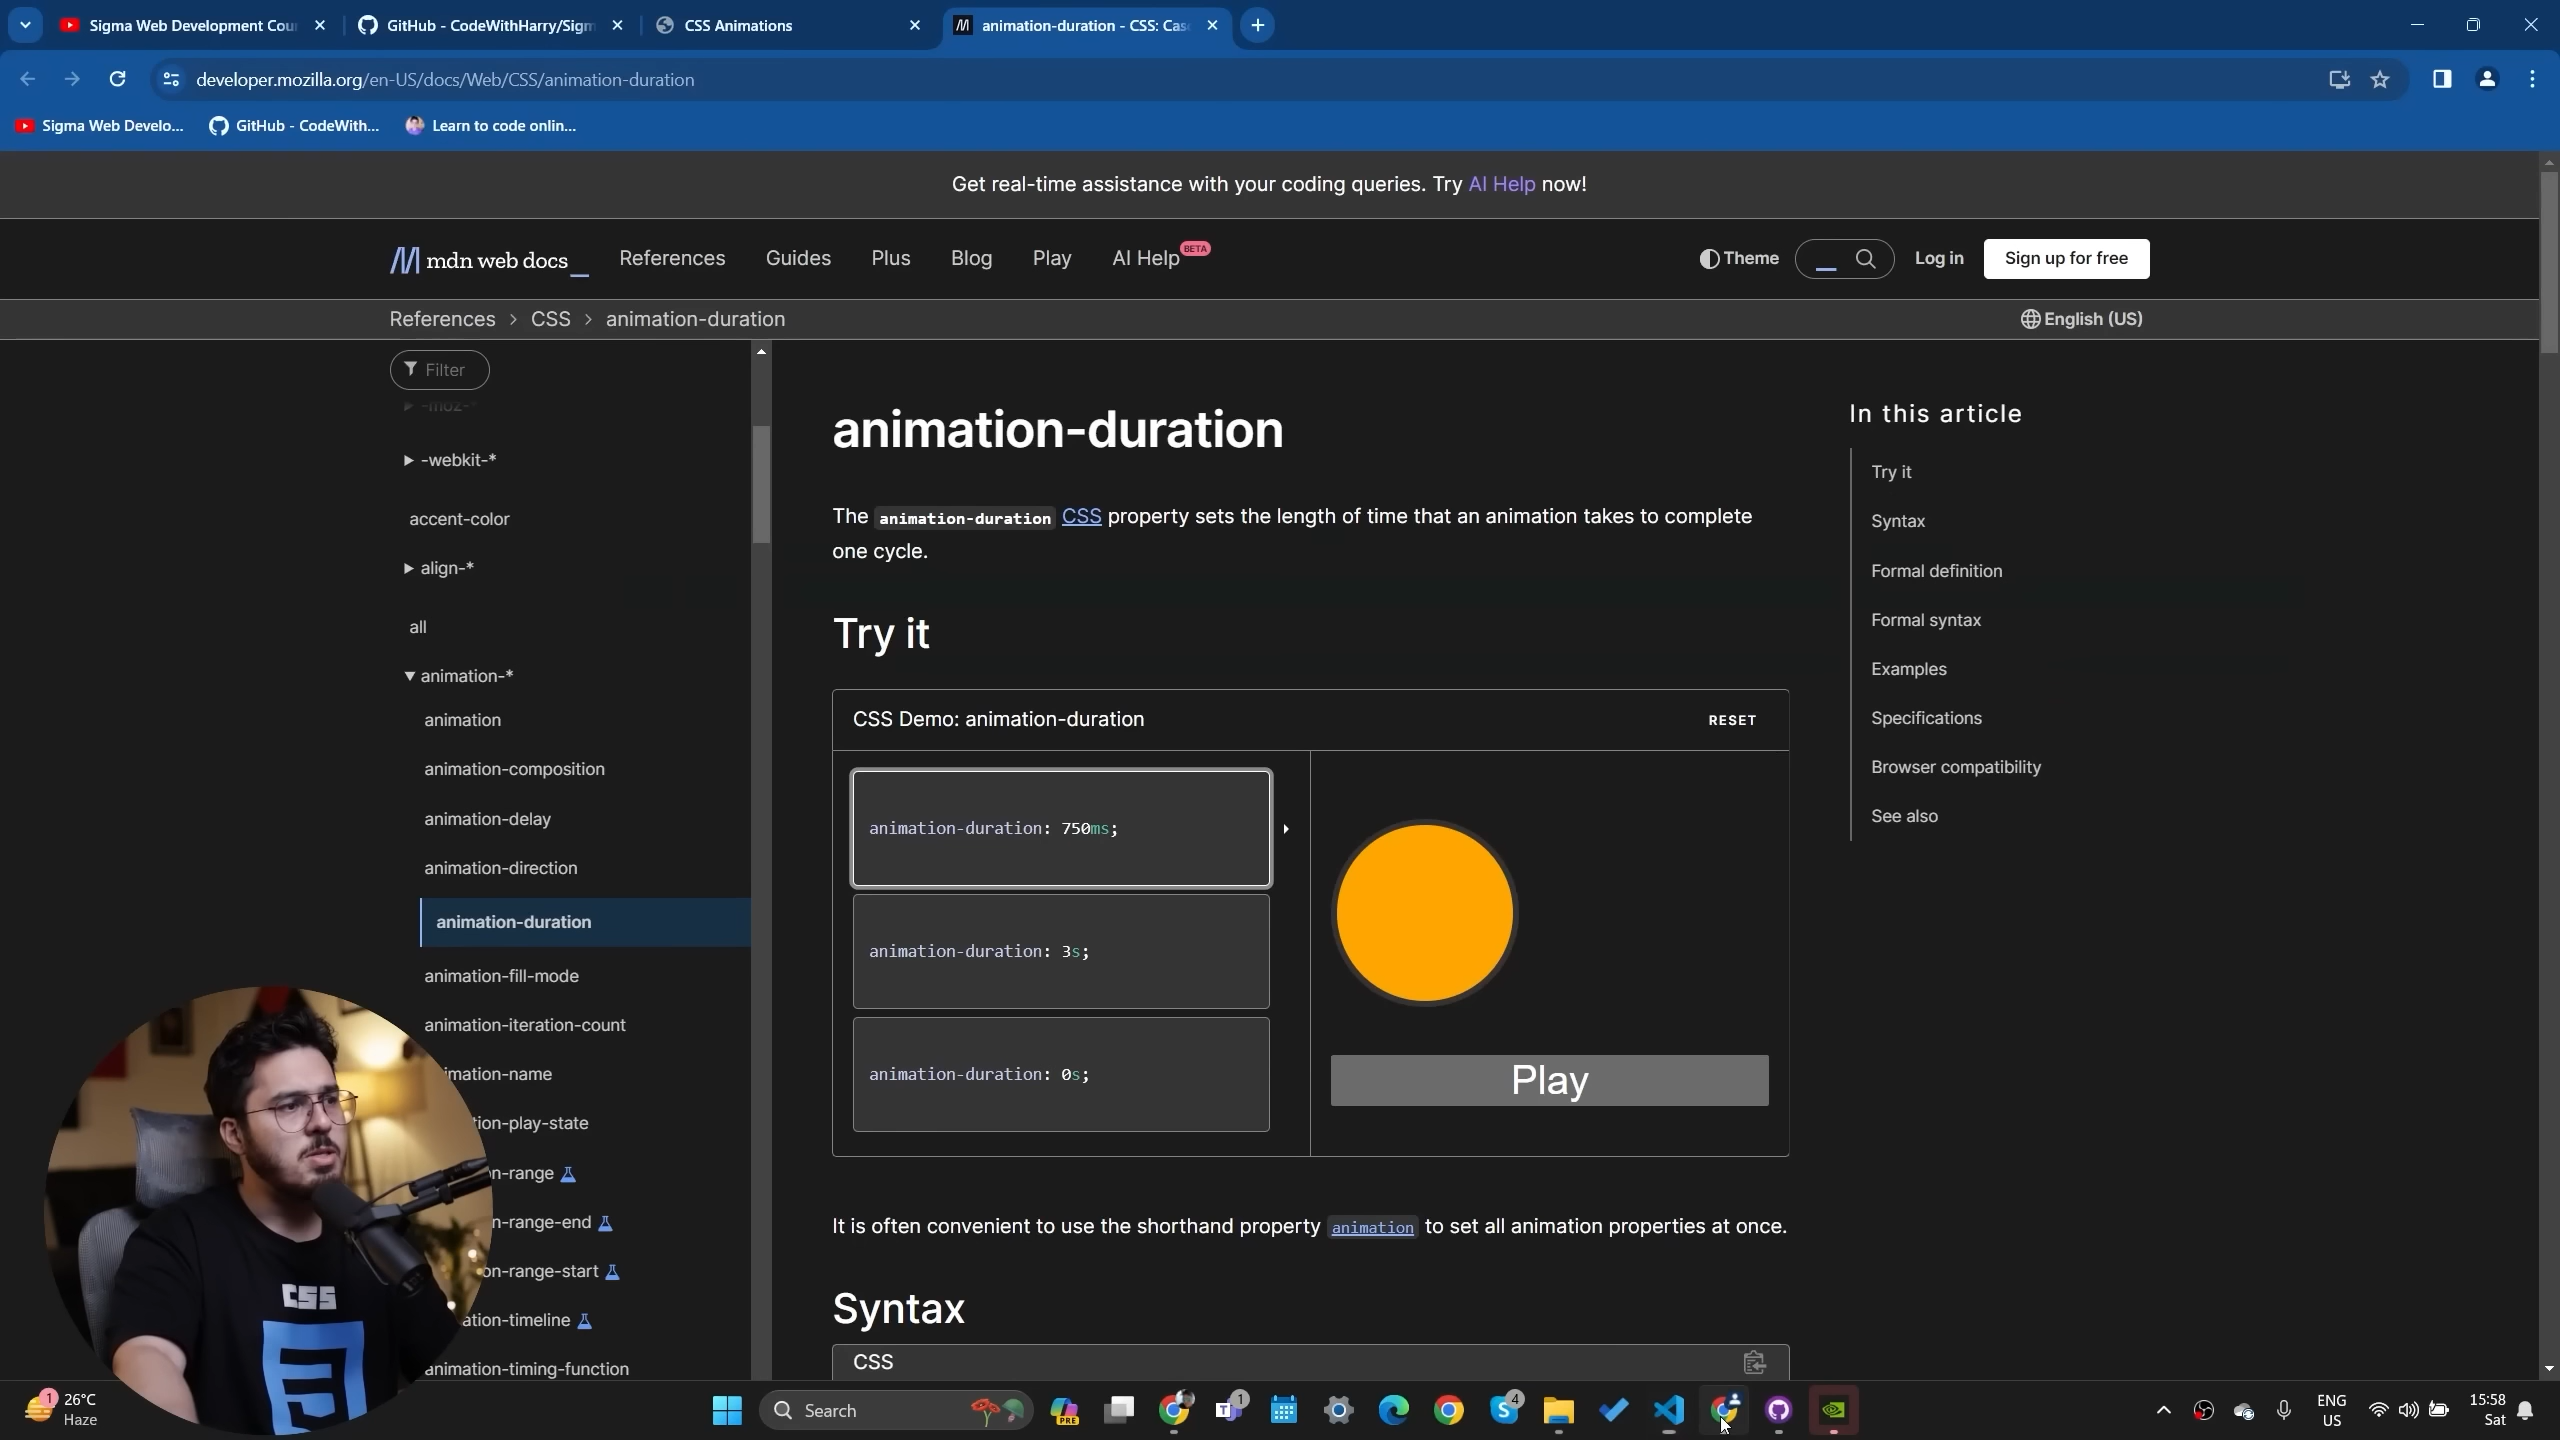 Sigma Web Development Cou
GitHub - CodeWithHarry/Sigm
CSS Animations
animation-duration - CSS: Cas
developer.mozilla.org/en-US/docs/Web/CSS/animation-duration
Sigma Web Develo...
GitHub - CodeWith...
Learn to code onlin...
Get real-time assistance with your coding queries. Try AI Help now!
mdn web docs_
References
Guides
Plus
Blog
Play
AI Help
BETA
Theme
Log in
Sign up for free
References > CSS > animation-duration
English (US)
Filter
-moz-*
-webkit-*
accent-color
align-*
all
animation-*
animation
animation-composition
animation-delay
animation-direction
animation-duration
animation-fill-mode
animation-iteration-count
imation-name
tion-play-state
n-range
n-range-end
on-range-start
ation-timeline
animation-timing-function
animation-duration
The animation-duration CSS property sets the length of time that an animation takes to complete
one cycle.
Try it
CSS Demo: animation-duration
RESET
animation-duration: 750ms;
animation-duration: 3s;
animation-duration: 0s;
Play
It is often convenient to use the shorthand property animation to set all animation properties at once.
Syntax
CSS
In this article
Try it
Syntax
Formal definition
Formal syntax
Examples
Specifications
Browser compatibility
See also
CSS
1
26°C
Haze
Search
PRE
1
4
ENG
US
15:58
Sat